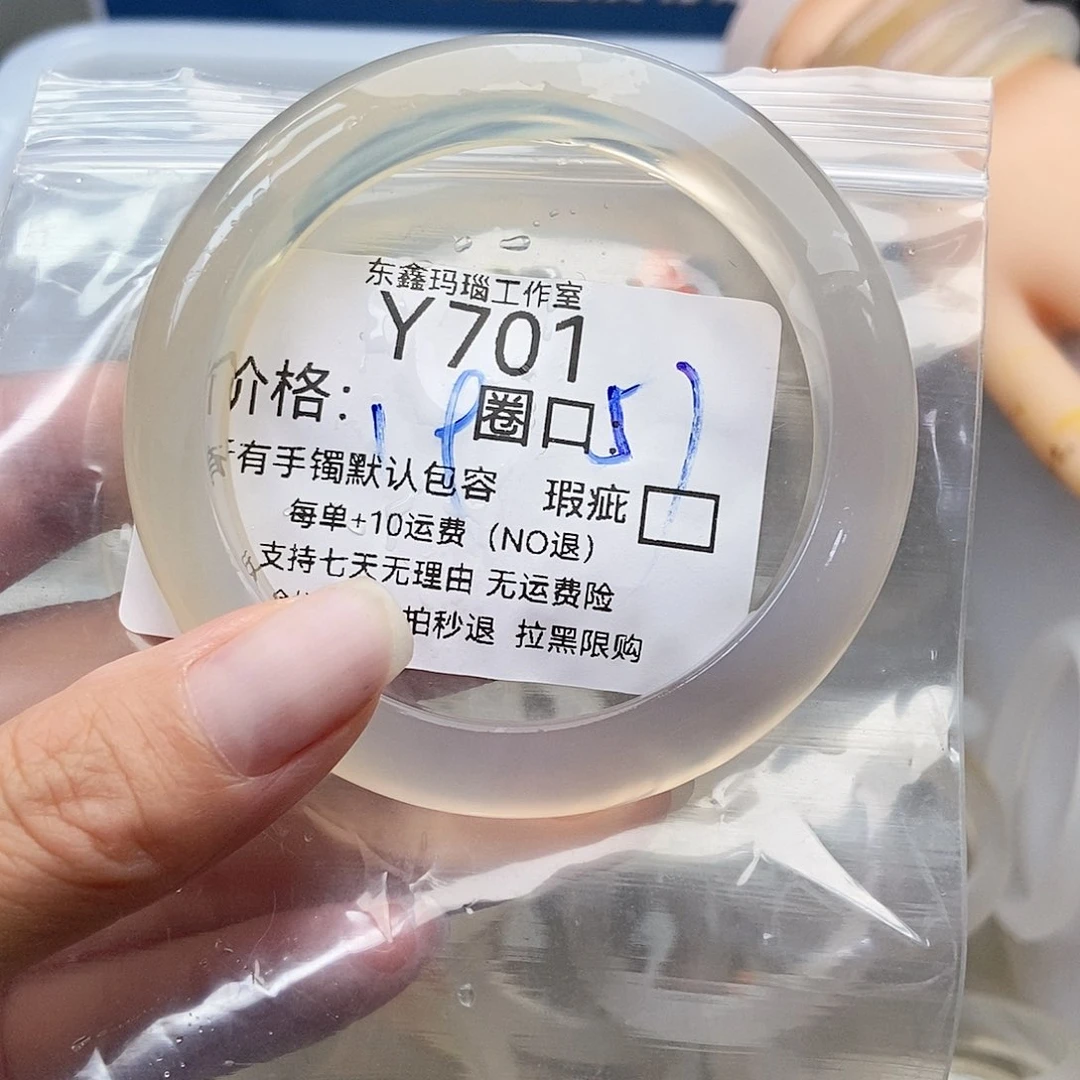 东鑫玛瑙工作室
Y701
价格: 圈口
有手镯默认包容 瑕疵
每单+10运费（NO退）
支持七天无理由 无运费险
拍秒退 拉黑限购